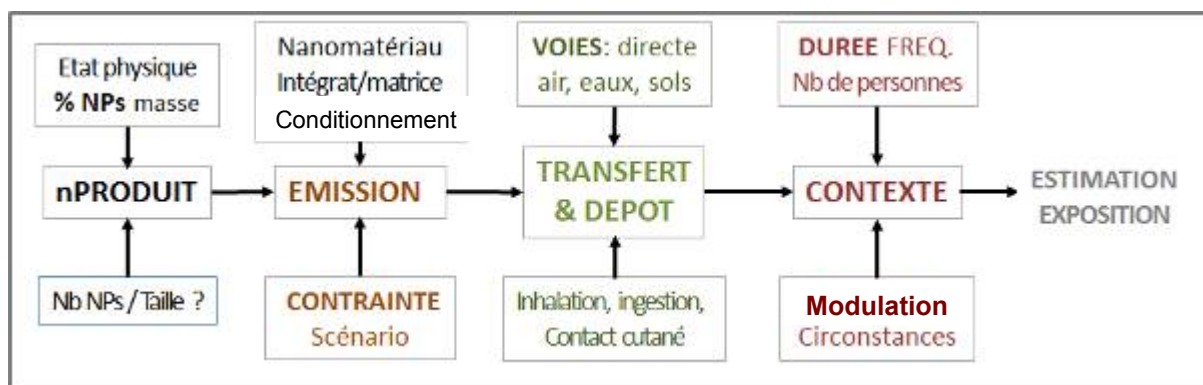 Etat physique
% NPs masse
Nanomatériau
Intégrat/matrice
Conditionnement
VOIES: directe
air, eaux, sols
DUREE FREQ.
Nb de personnes
nPRODUIT
EMISSION
TRANSFERT
& DEPOT
CONTEXTE
ESTIMATION
EXPOSITION
Nb NPs / Taille ?
CONTRAINTE
Scénario
Inhalation, ingestion,
Contact cutané
Modulation
Circonstances